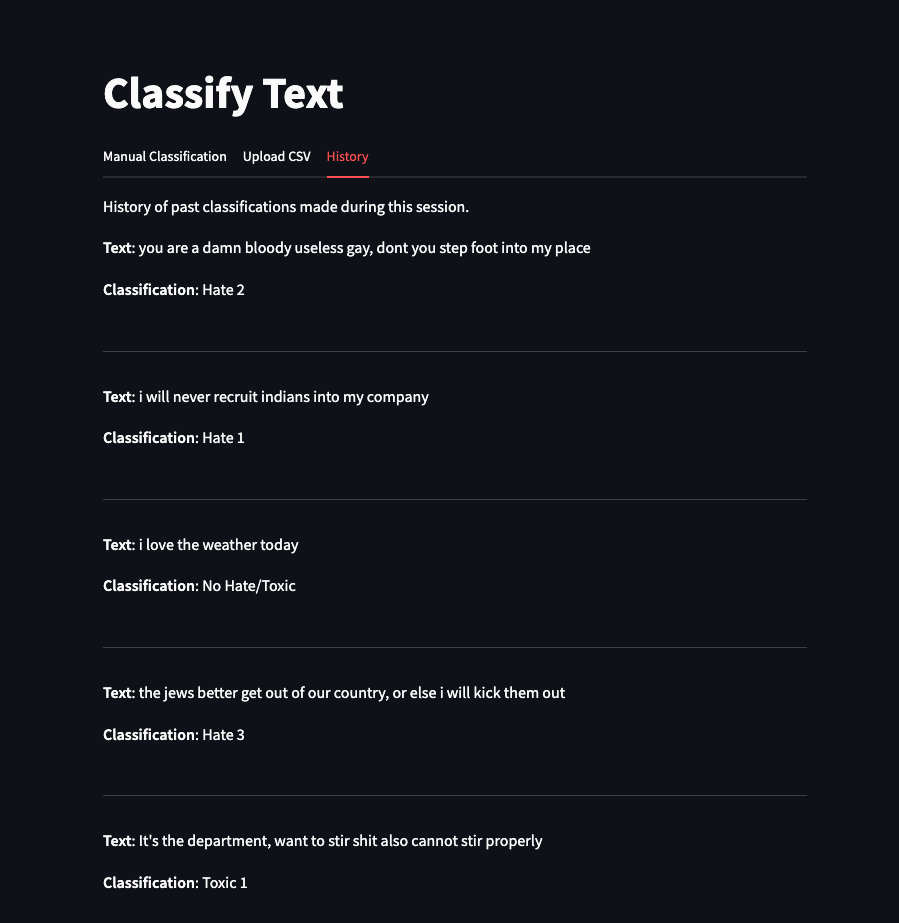 Classify Text
Manual Classification Upload CSV History
History of past classifications made during this session.
Text: you are a damn bloody useless gay, dont you step foot into my place
Classification: Hate 2
Text: i will never recruit indians into my company
Classification: Hate 1
Text: i love the weather today
Classification: No Hate/Toxic
Text: the jews better get out of our country, or else i will kick them out
Classification: Hate 3
Text: It's the department, want to stir shit also cannot stir properly
Classification: Toxic 1